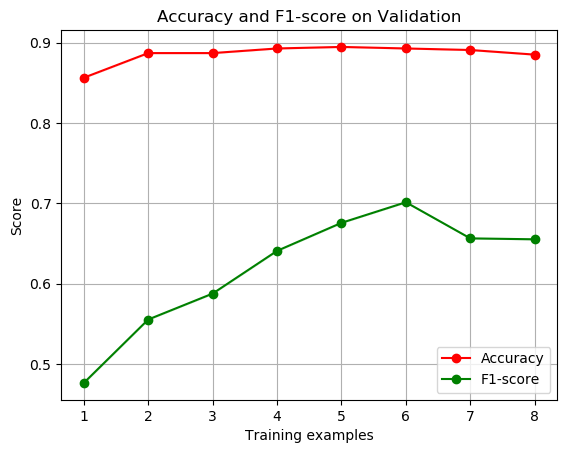 Accuracy and F1-score on Validation
0.9
0.8
0.7
0.6
0.5
Score
1 2 3 4 5 6 7 8
Training examples
Accuracy
F1-score